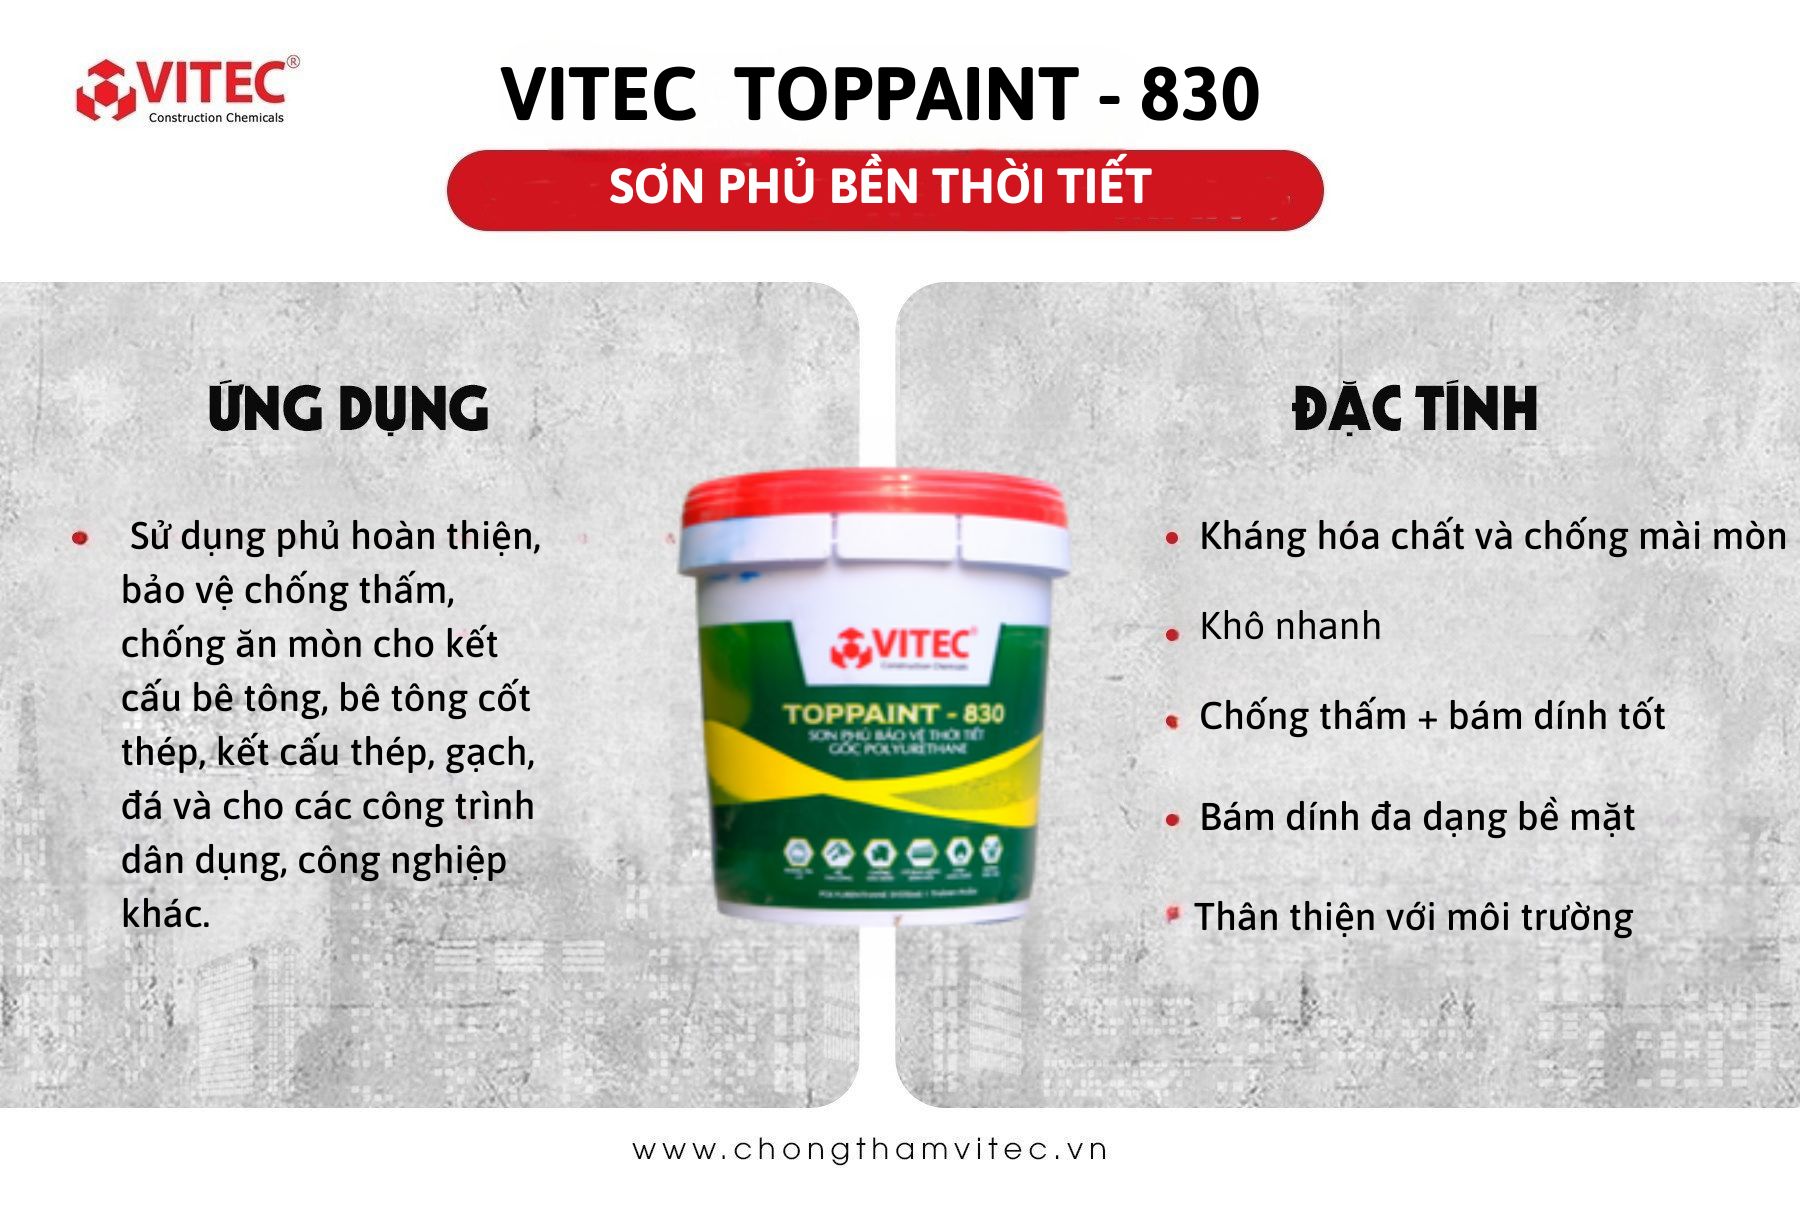 VITEC®
Construction Chemicals
VITEC TOPPAINT - 830
SƠN PHỦ BỀN THỜI TIẾT
ỨNG DỤNG
• Sử dụng phủ hoàn thiện,
bảo vệ chống thấm,
chống ăn mòn cho kết
cấu bê tông, bê tông cốt
thép, kết cấu thép, gạch,
đá và cho các công trình
dân dụng, công nghiệp
khác.
VITEC®
Construction Chemicals
TOPPAINT - 830
SƠN PHỦ BẢO VỆ THỜI TIẾT
GỐC POLYURETHANE
ĐẶC TÍNH
• Kháng hóa chất và chống mài mòn
• Khô nhanh
• Chống thấm + bám dính tốt
• Bám dính đa dạng bề mặt
• Thân thiện với môi trường
www.chongthamvitec.vn